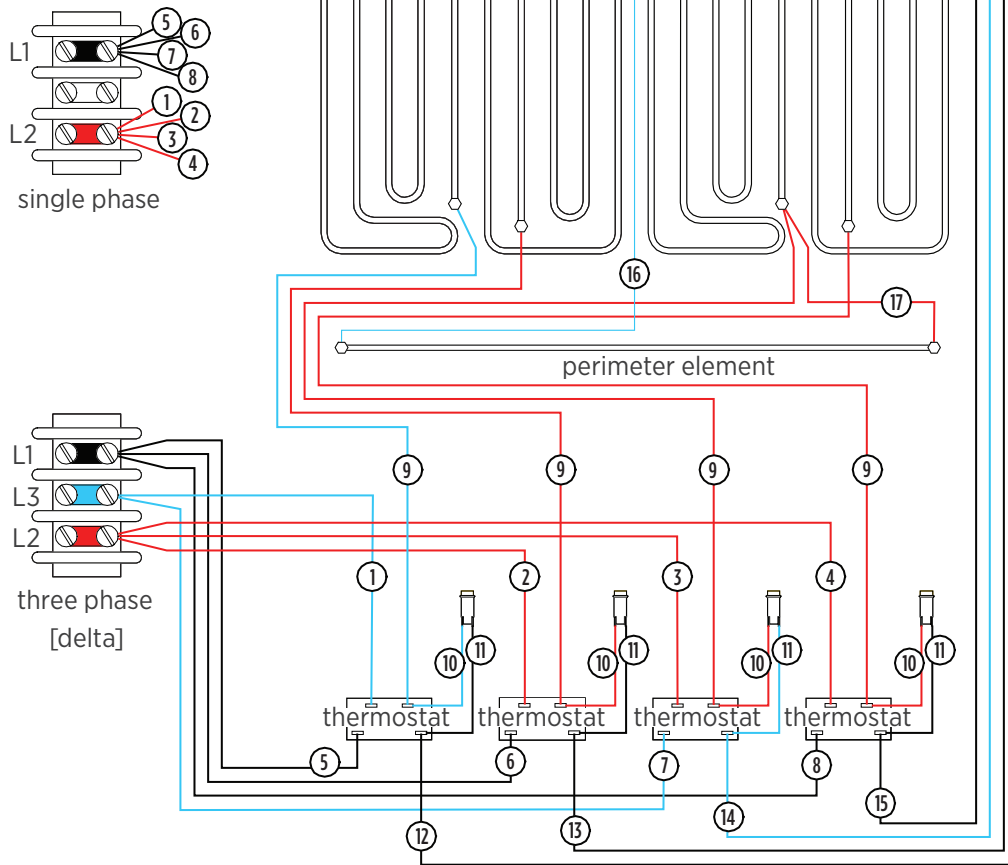 5
6
L1
7
8
1
2
L2
3
4
single phase
16
17
perimeter element
L1
9
9
9
9
L3
L2
1
2
3
4
three phase
[delta]
10
11
10
11
10
11
10
11
thermostat
thermostat
thermostat
thermostat
5
6
7
8
12
13
14
15